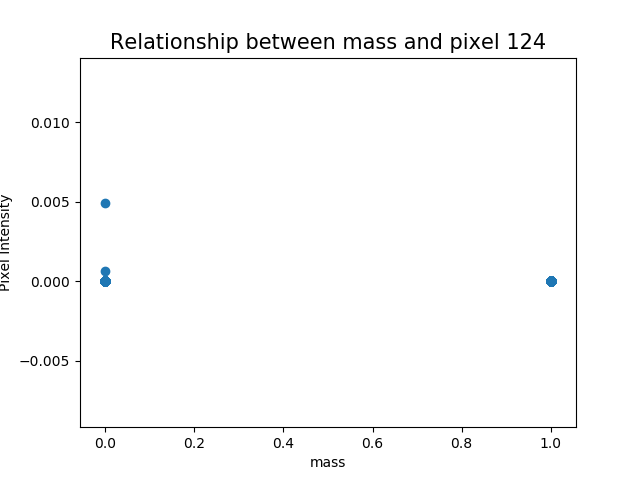 Relationship between mass and pixel 124
0.010
0.005
0.000
−0.005
Pixel Intensity
0.0 0.2 0.4 0.6 0.8 1.0
mass